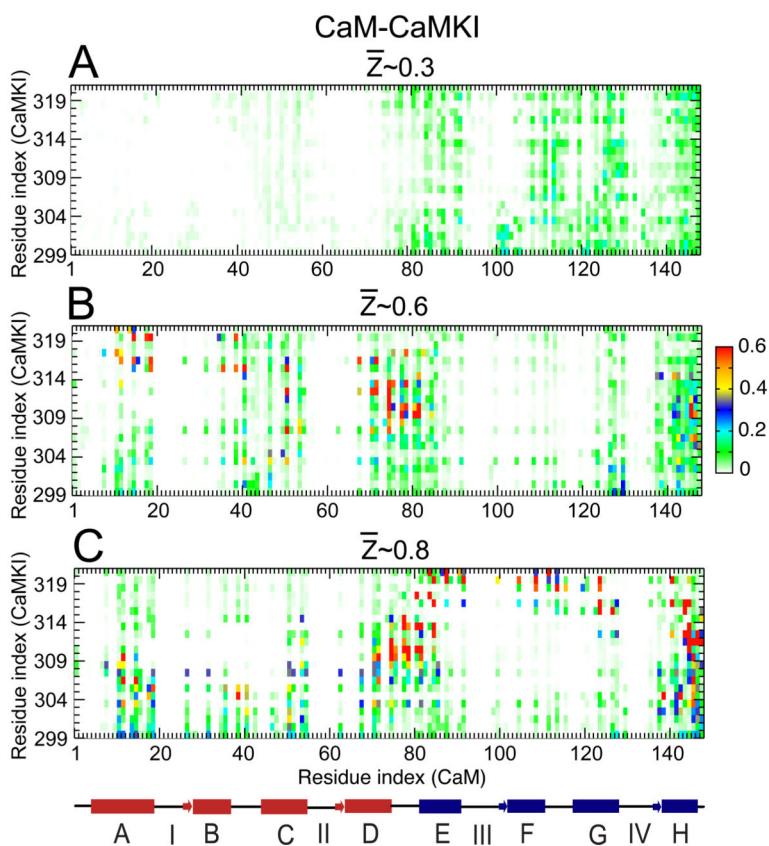 CaM-CaMKI
A
Z~0.3
Residue index (CaMKI)
319
314
309
304
299
1 20 40 60 80 100 120 140
B
Z~0.6
Residue index (CaMKI)
319
314
309
304
299
1 20 40 60 80 100 120 140
0.6
0.4
0.2
0
C
Z~0.8
Residue index (CaMKI)
319
314
309
304
299
1 20 40 60 80 100 120 140
Residue index (CaM)
A I B C II D E III F G IV H